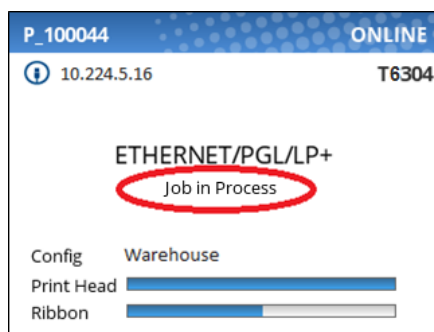 P_100044 ONLINE
10.224.5.16 T6304
ETHERNET/PGL/LP+
Job in Process
Config Warehouse
Print Head
Ribbon